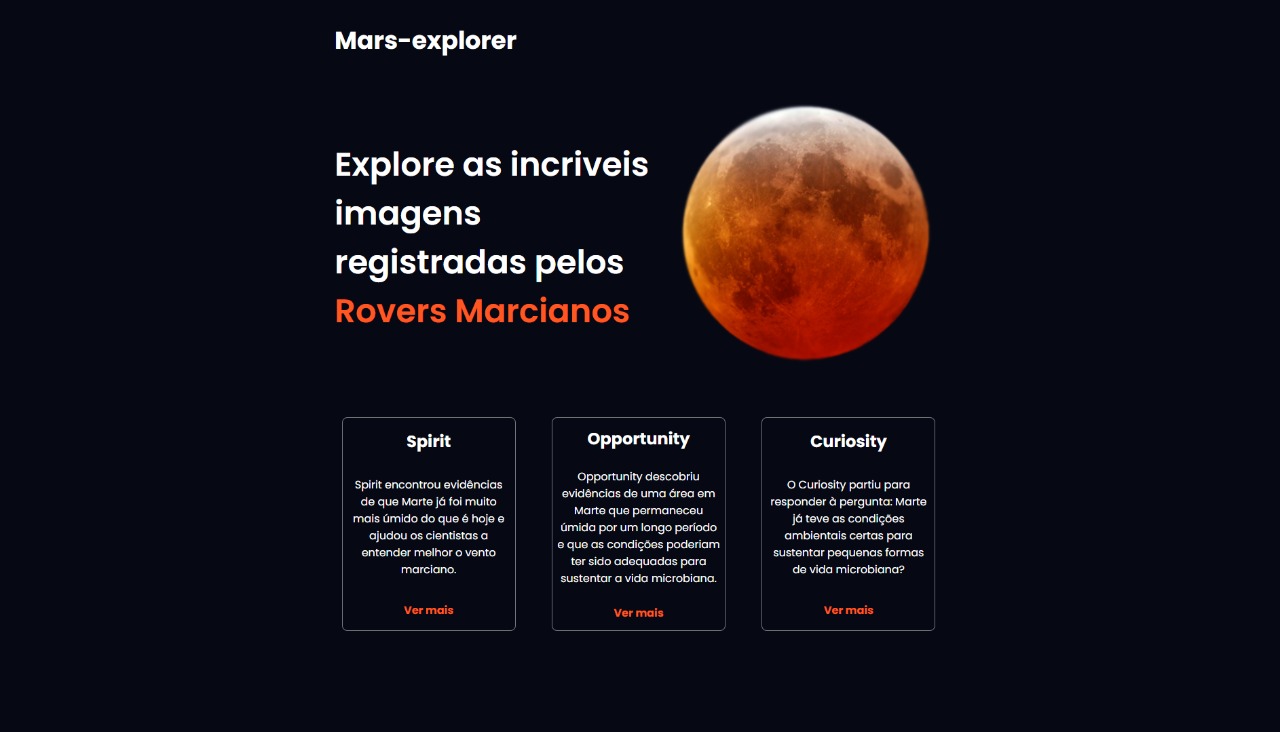 Mars-explorer
Explore as incriveis
imagens
registradas pelos
Rovers Marcianos
Spirit
Spirit encontrou evidências
de que Marte já foi muito
mais úmido do que é hoje e
ajudou os cientistas a
entender melhor o vento
marciano.
Ver mais
Opportunity
Opportunity descobriu
evidências de uma área em
Marte que permaneceu
úmida por um longo período
e que as condições poderiam
ter sido adequadas para
sustentar a vida microbiana.
Ver mais
Curiosity
O Curiosity partiu para
responder à pergunta: Marte
já teve as condições
ambientais certas para
sustentar pequenas formas
de vida microbiana?
Ver mais